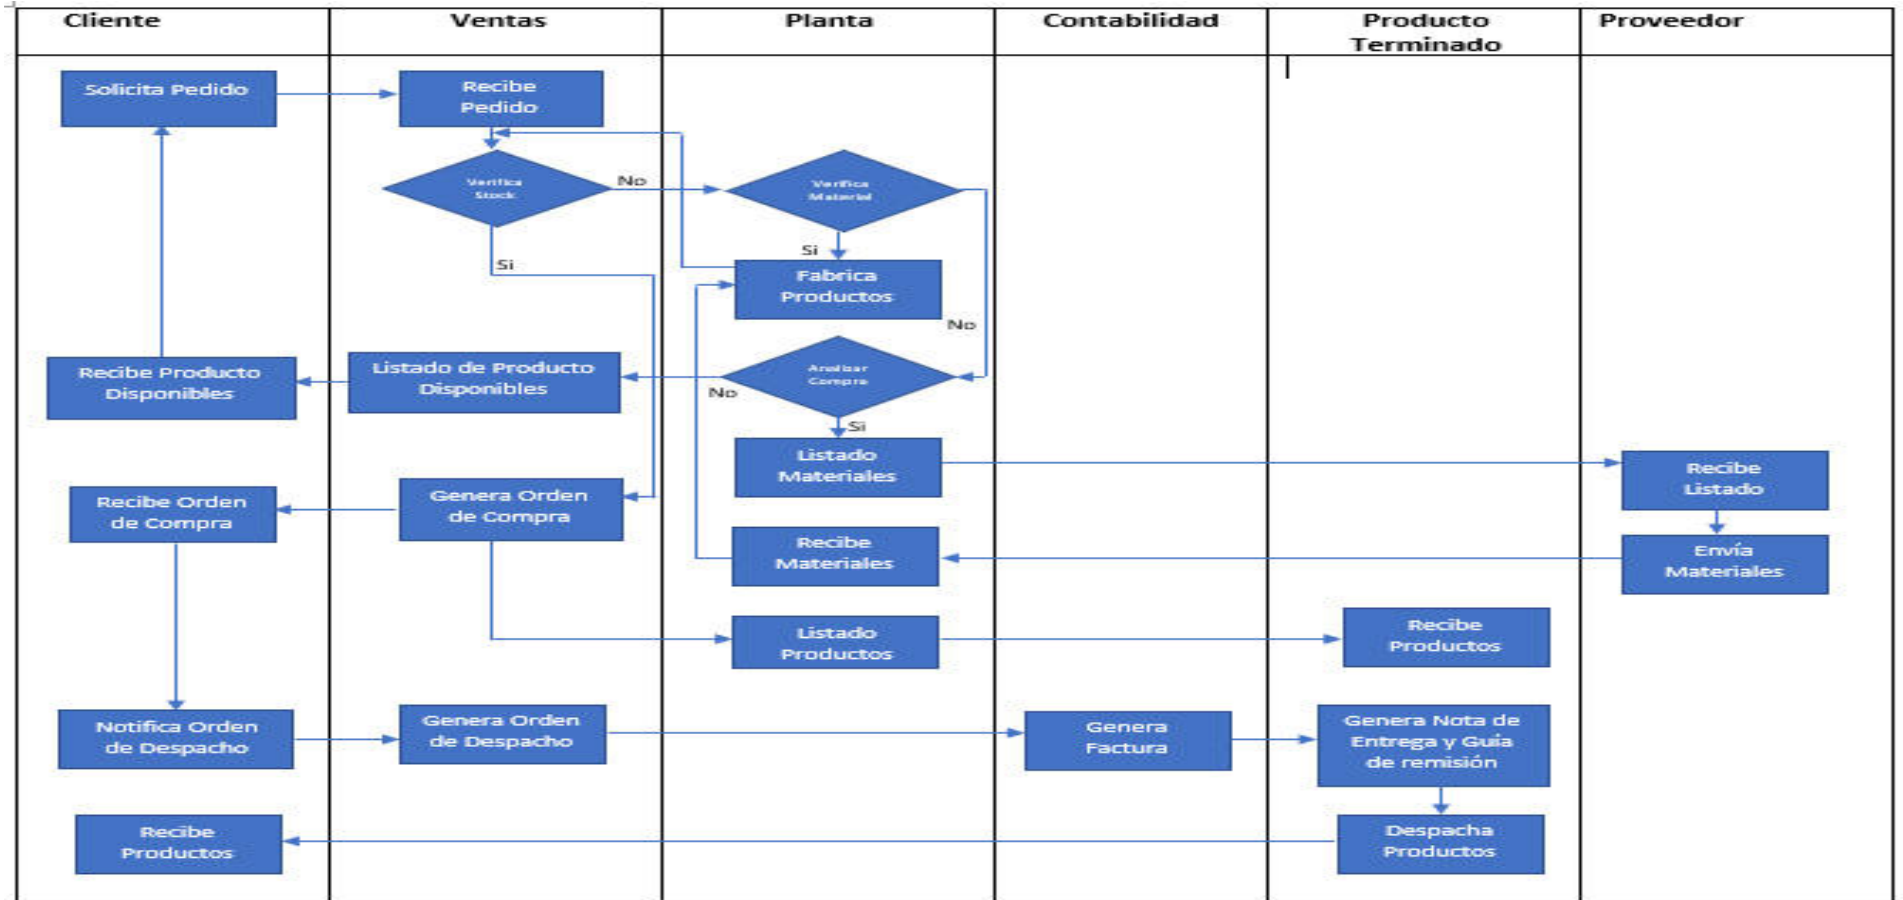 Cliente
Ventas
Planta
Contabilidad
Producto
Terminado
Proveedor
Solicita Pedido
Recibe
Pedido
Verifica
Stock
No
Verifica
Material
Si
Si
Fabrica
Productos
No
Recibe Producto
Disponibles
Listado de Producto
Disponibles
No
Analizar
Compra
Si
Listado
Materiales
Recibe
Listado
Recibe Orden
de Compra
Genera Orden
de Compra
Recibe
Materiales
Envía
Materiales
Listado
Productos
Recibe
Productos
Notifica Orden
de Despacho
Genera Orden
de Despacho
Genera
Factura
Genera Nota de
Entrega y Guía
de remisión
Recibe
Productos
Despacha
Productos